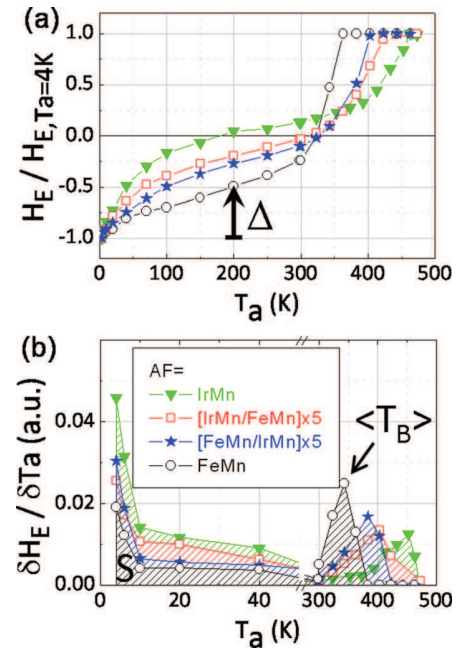 (a)
1.0
0.5
0.0
-0.5
-1.0
H_E / H_E,Ta=4K
Δ
0 100 200 300 400 500
T_a (K)
(b)
0.04
0.02
0.00
δH_E / δTa (a.u.)
AF=
IrMn
[IrMn/FeMn]x5
[FeMn/IrMn]x5
FeMn
<T_B>
S
0 20 40 300 400 500
T_a (K)